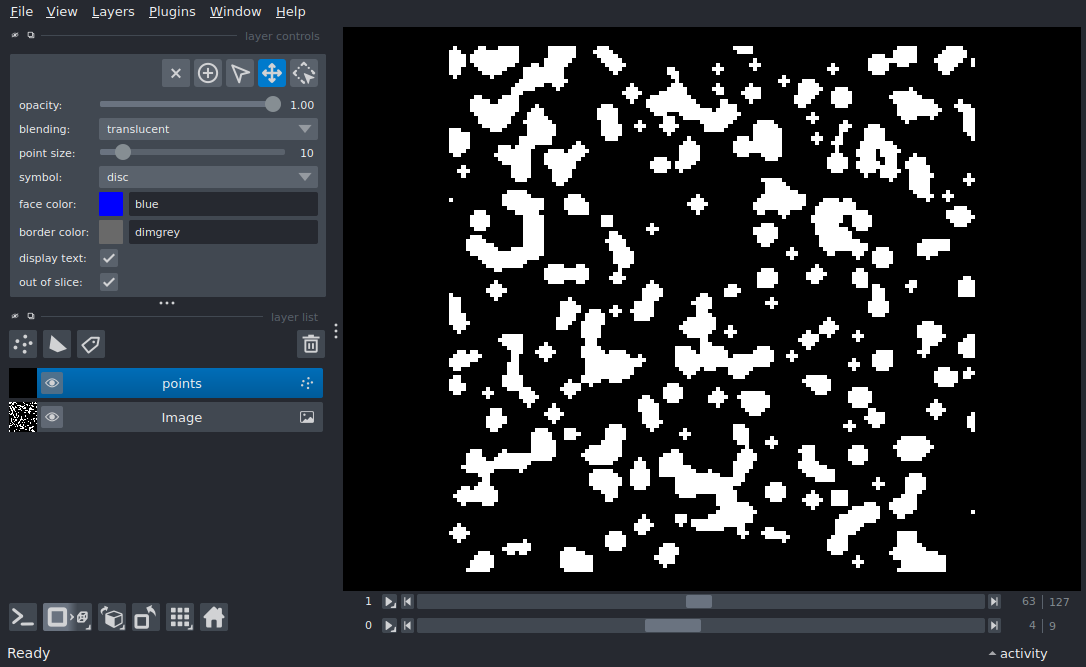 File View Layers Plugins Window Help
layer controls
opacity: 1.00
blending: translucent
point size: 10
symbol: disc
face color: blue
border color: dimgrey
display text:
out of slice:
layer list
points
Image
1 63 | 127
0 4 | 9
Ready activity